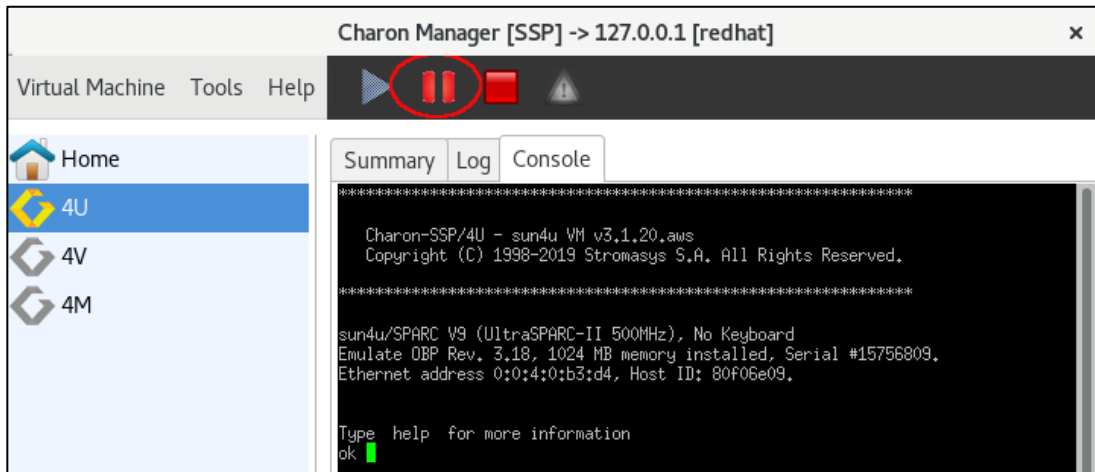 Charon Manager [SSP] -> 127.0.0.1 [redhat] ×
Virtual Machine Tools Help
Home
4U
4V
4M
Summary Log Console
******************************************************************
Charon-SSP/4U - sun4u VM v3.1.20.aws
Copyright (C) 1998-2019 Stromasys S.A. All Rights Reserved.
******************************************************************
sun4u/SPARC V9 (UltraSPARC-II 500MHz), No Keyboard
Emulate OBP Rev. 3.18, 1024 MB memory installed, Serial #15756809.
Ethernet address 0:0:4:0:b3:d4, Host ID: 80f06e09.
Type help for more information
ok